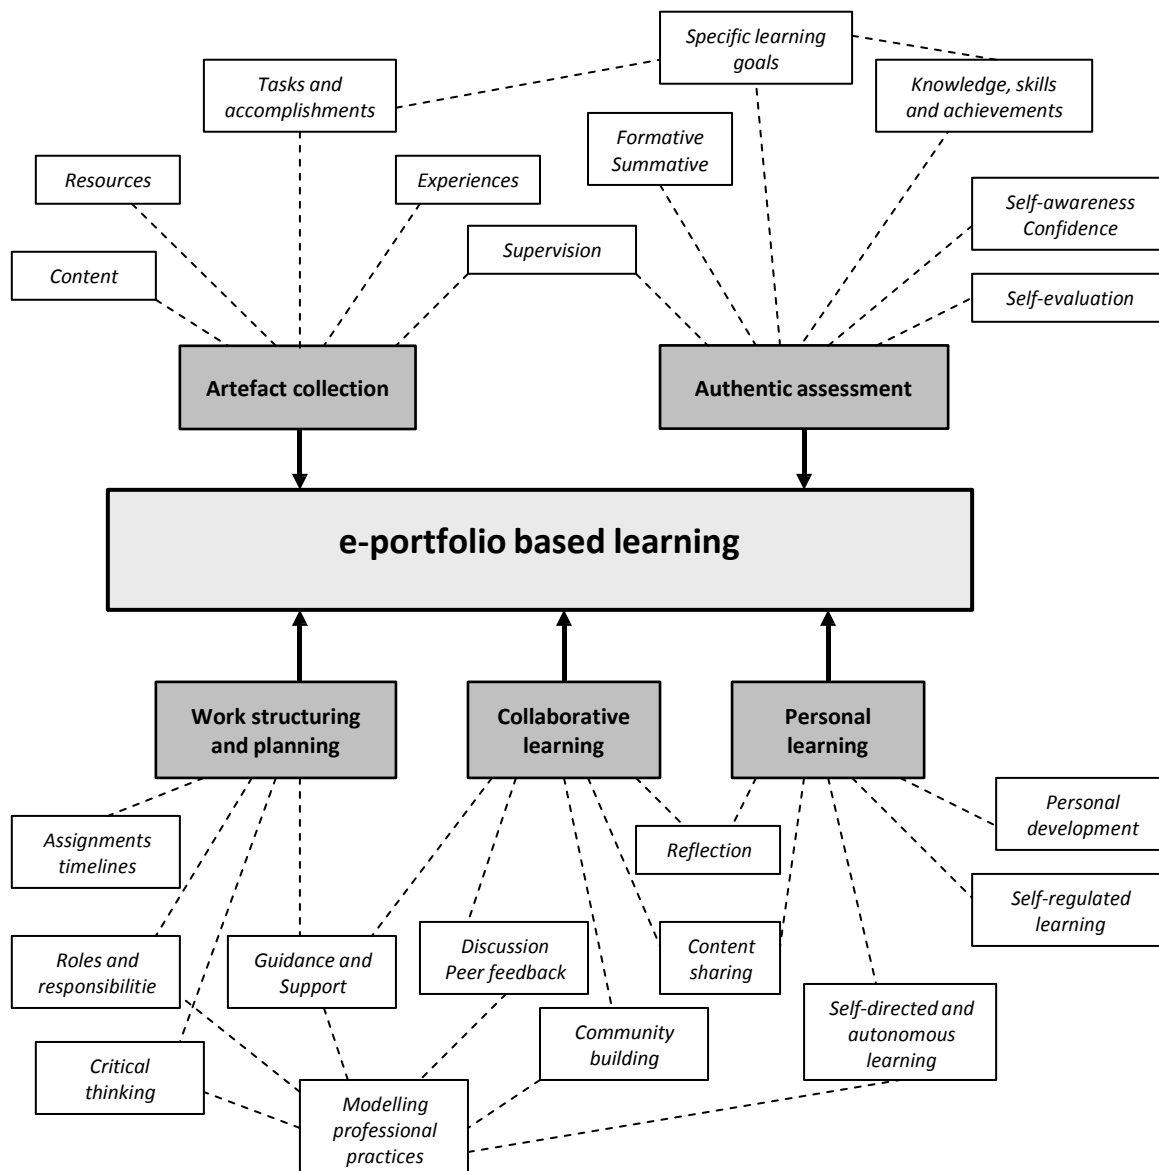 Specific learning
goals
Tasks and
accomplishments
Knowledge, skills
and achievements
Formative
Summative
Resources
Experiences
Self-awareness
Confidence
Supervision
Content
Self-evaluation
Artefact collection
Authentic assessment
e-portfolio based learning
Work structuring
and planning
Collaborative
learning
Personal
learning
Assignments
timelines
Reflection
Personal
development
Self-regulated
learning
Roles and
responsibilitie
Guidance and
Support
Discussion
Peer feedback
Content
sharing
Self-directed and
autonomous
learning
Community
building
Critical
thinking
Modelling
professional
practices